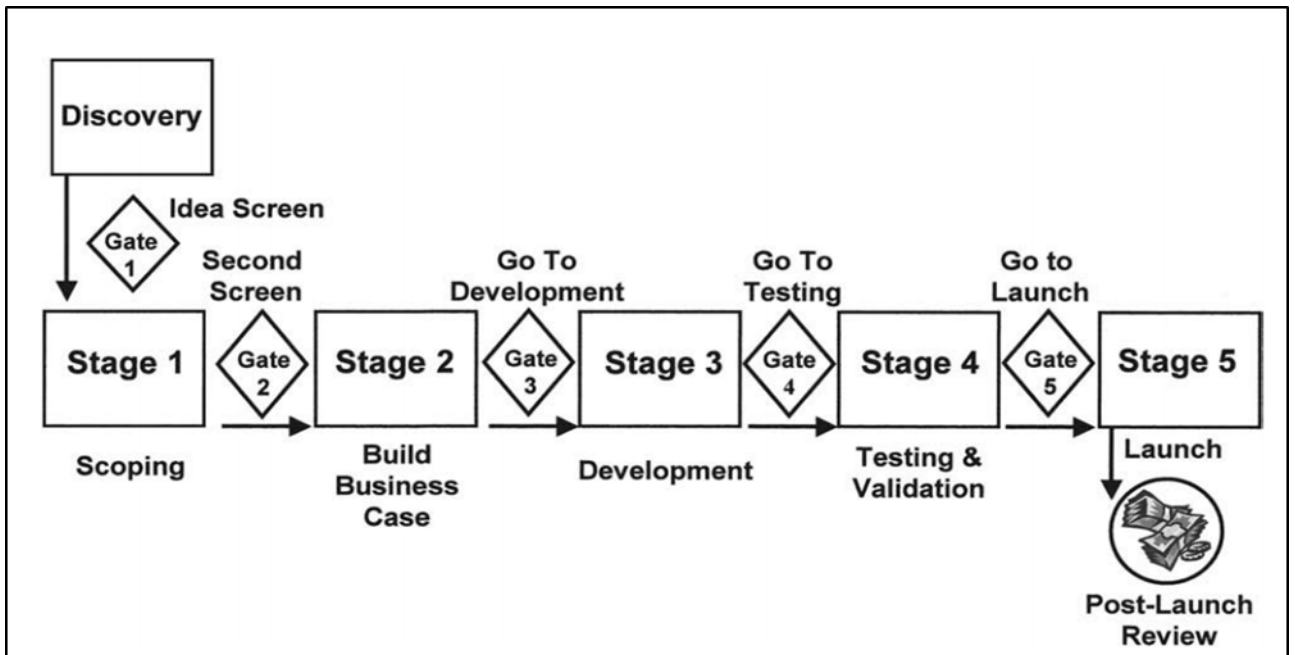 Discovery
Idea Screen
Gate
1
Second
Screen
Go To
Development
Go To
Testing
Go to
Launch
Stage 1
Gate
2
Stage 2
Gate
3
Stage 3
Gate
4
Stage 4
Gate
5
Stage 5
Scoping
Build
Business
Case
Development
Testing &
Validation
Launch
Post-Launch
Review